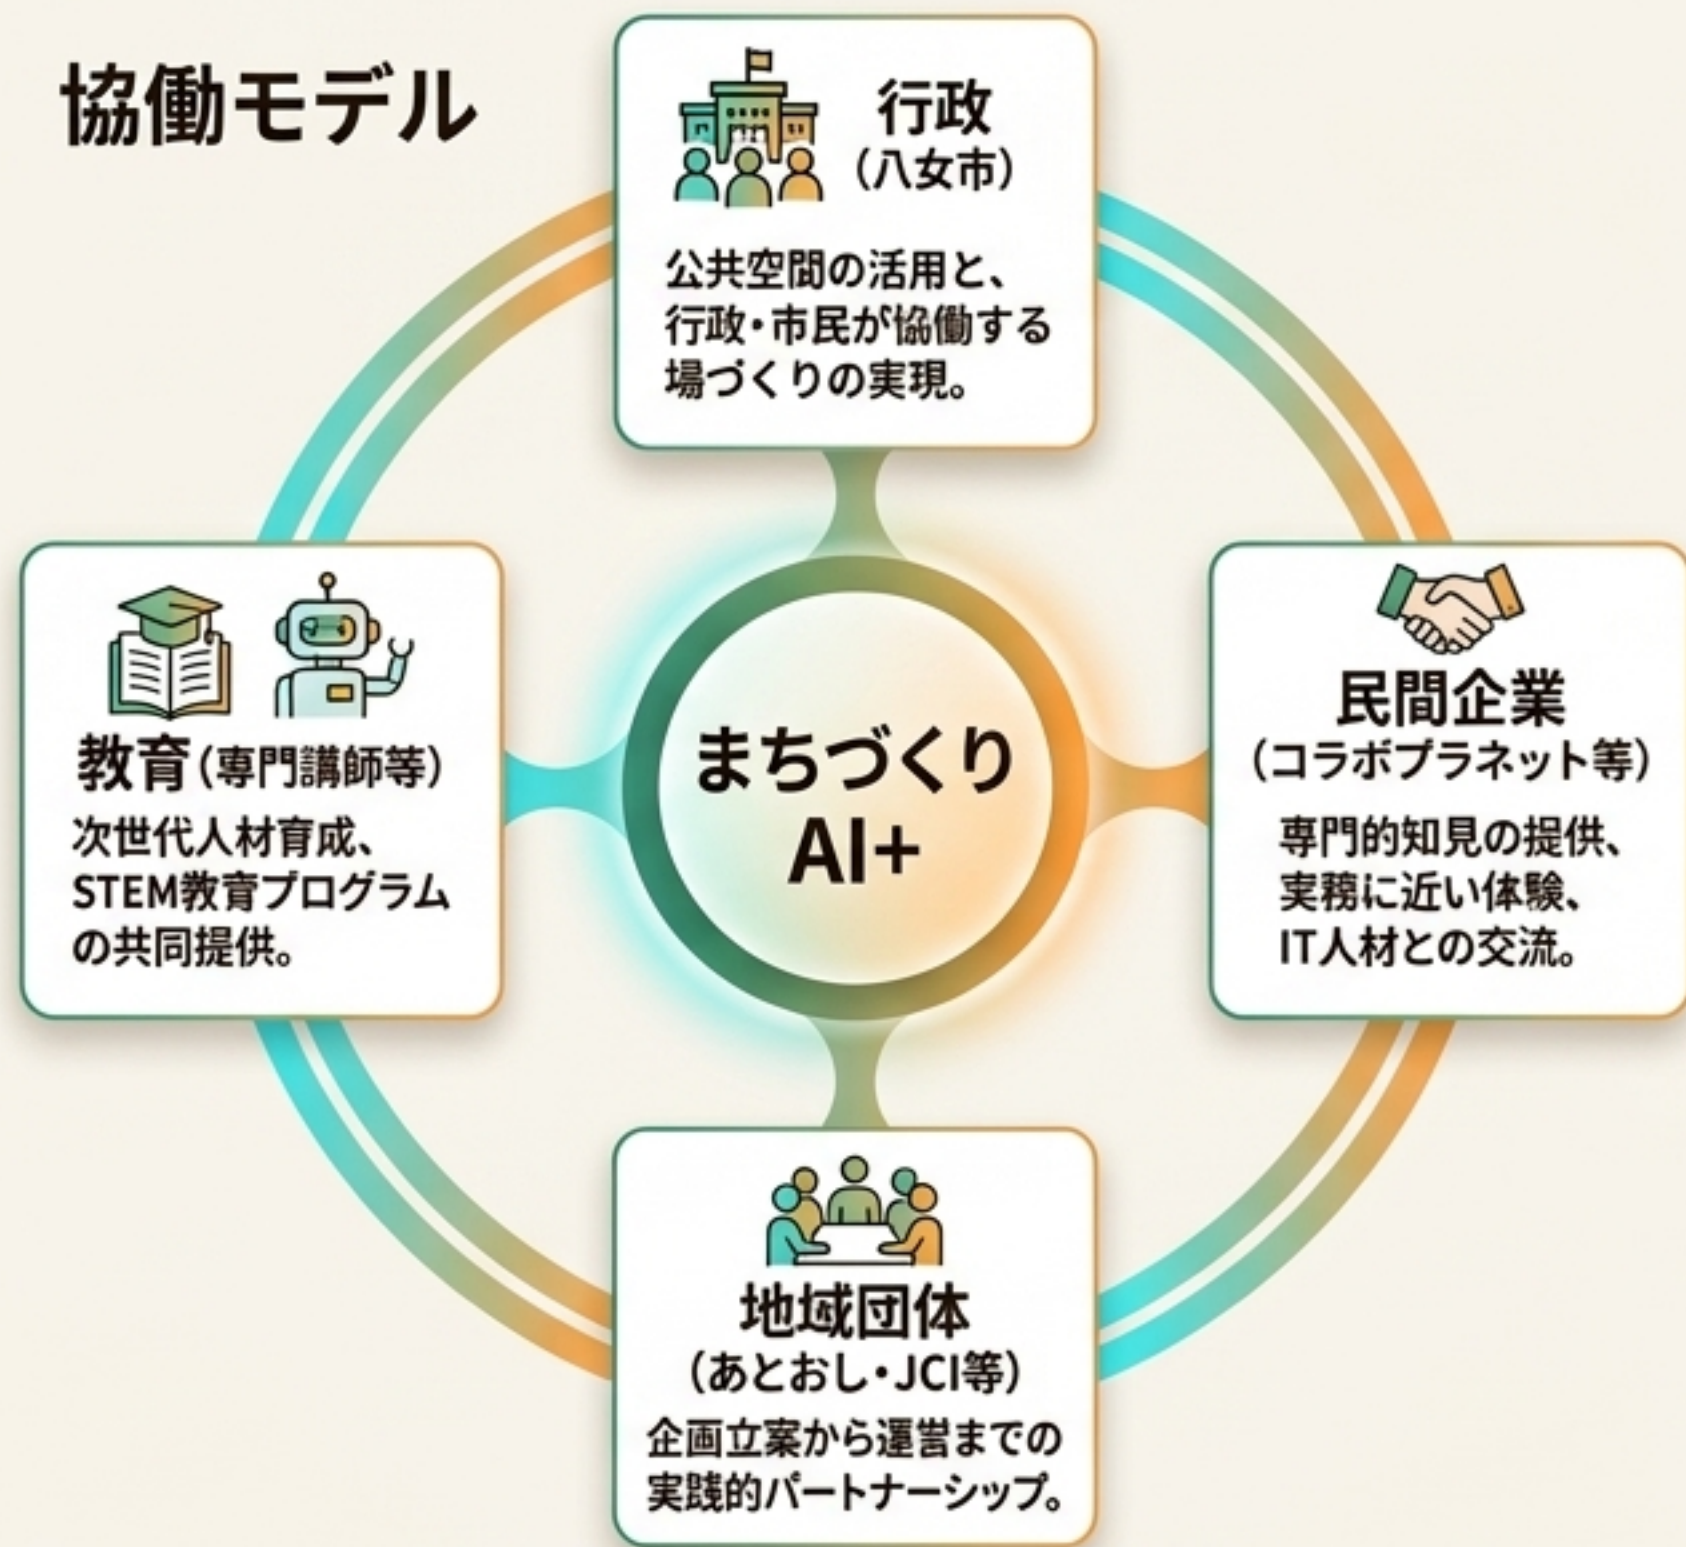 協働モデル
行政
（八女市）
公共空間の活用と、
行政・市民が協働する
場づくりの実現。
教育（専門講師等）
次世代人材育成、
STEM教育プログラム
の共同提供。
まちづくり
AI+
民間企業
（コラボプラネット等）
専門的知見の提供、
実務に近い体験、
IT人材との交流。
地域団体
（あとおし・JCI等）
企画立案から運営までの
実践的パートナーシップ。